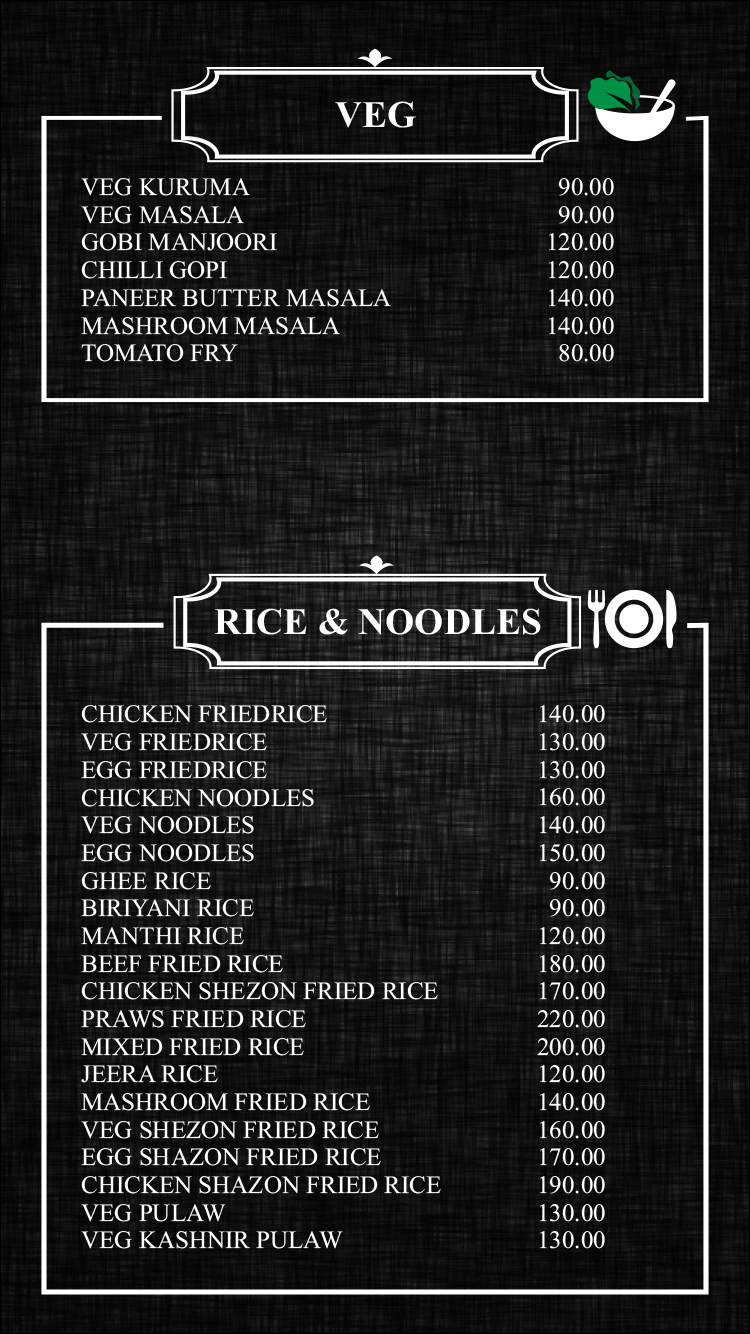 VEG
VEG KURUMA 90.00
VEG MASALA 90.00
GOBI MANJOORI 120.00
CHILLI GOPI 120.00
PANEER BUTTER MASALA 140.00
MASHROOM MASALA 140.00
TOMATO FRY 80.00
RICE & NOODLES
CHICKEN FRIEDRICE 140.00
VEG FRIEDRICE 130.00
EGG FRIEDRICE 130.00
CHICKEN NOODLES 160.00
VEG NOODLES 140.00
EGG NOODLES 150.00
GHEE RICE 90.00
BIRIYANI RICE 90.00
MANTHI RICE 120.00
BEEF FRIED RICE 180.00
CHICKEN SHEZON FRIED RICE 170.00
PRAWS FRIED RICE 220.00
MIXED FRIED RICE 200.00
JEERA RICE 120.00
MASHROOM FRIED RICE 140.00
VEG SHEZON FRIED RICE 160.00
EGG SHAZON FRIED RICE 170.00
CHICKEN SHAZON FRIED RICE 190.00
VEG PULAW 130.00
VEG KASHNIR PULAW 130.00